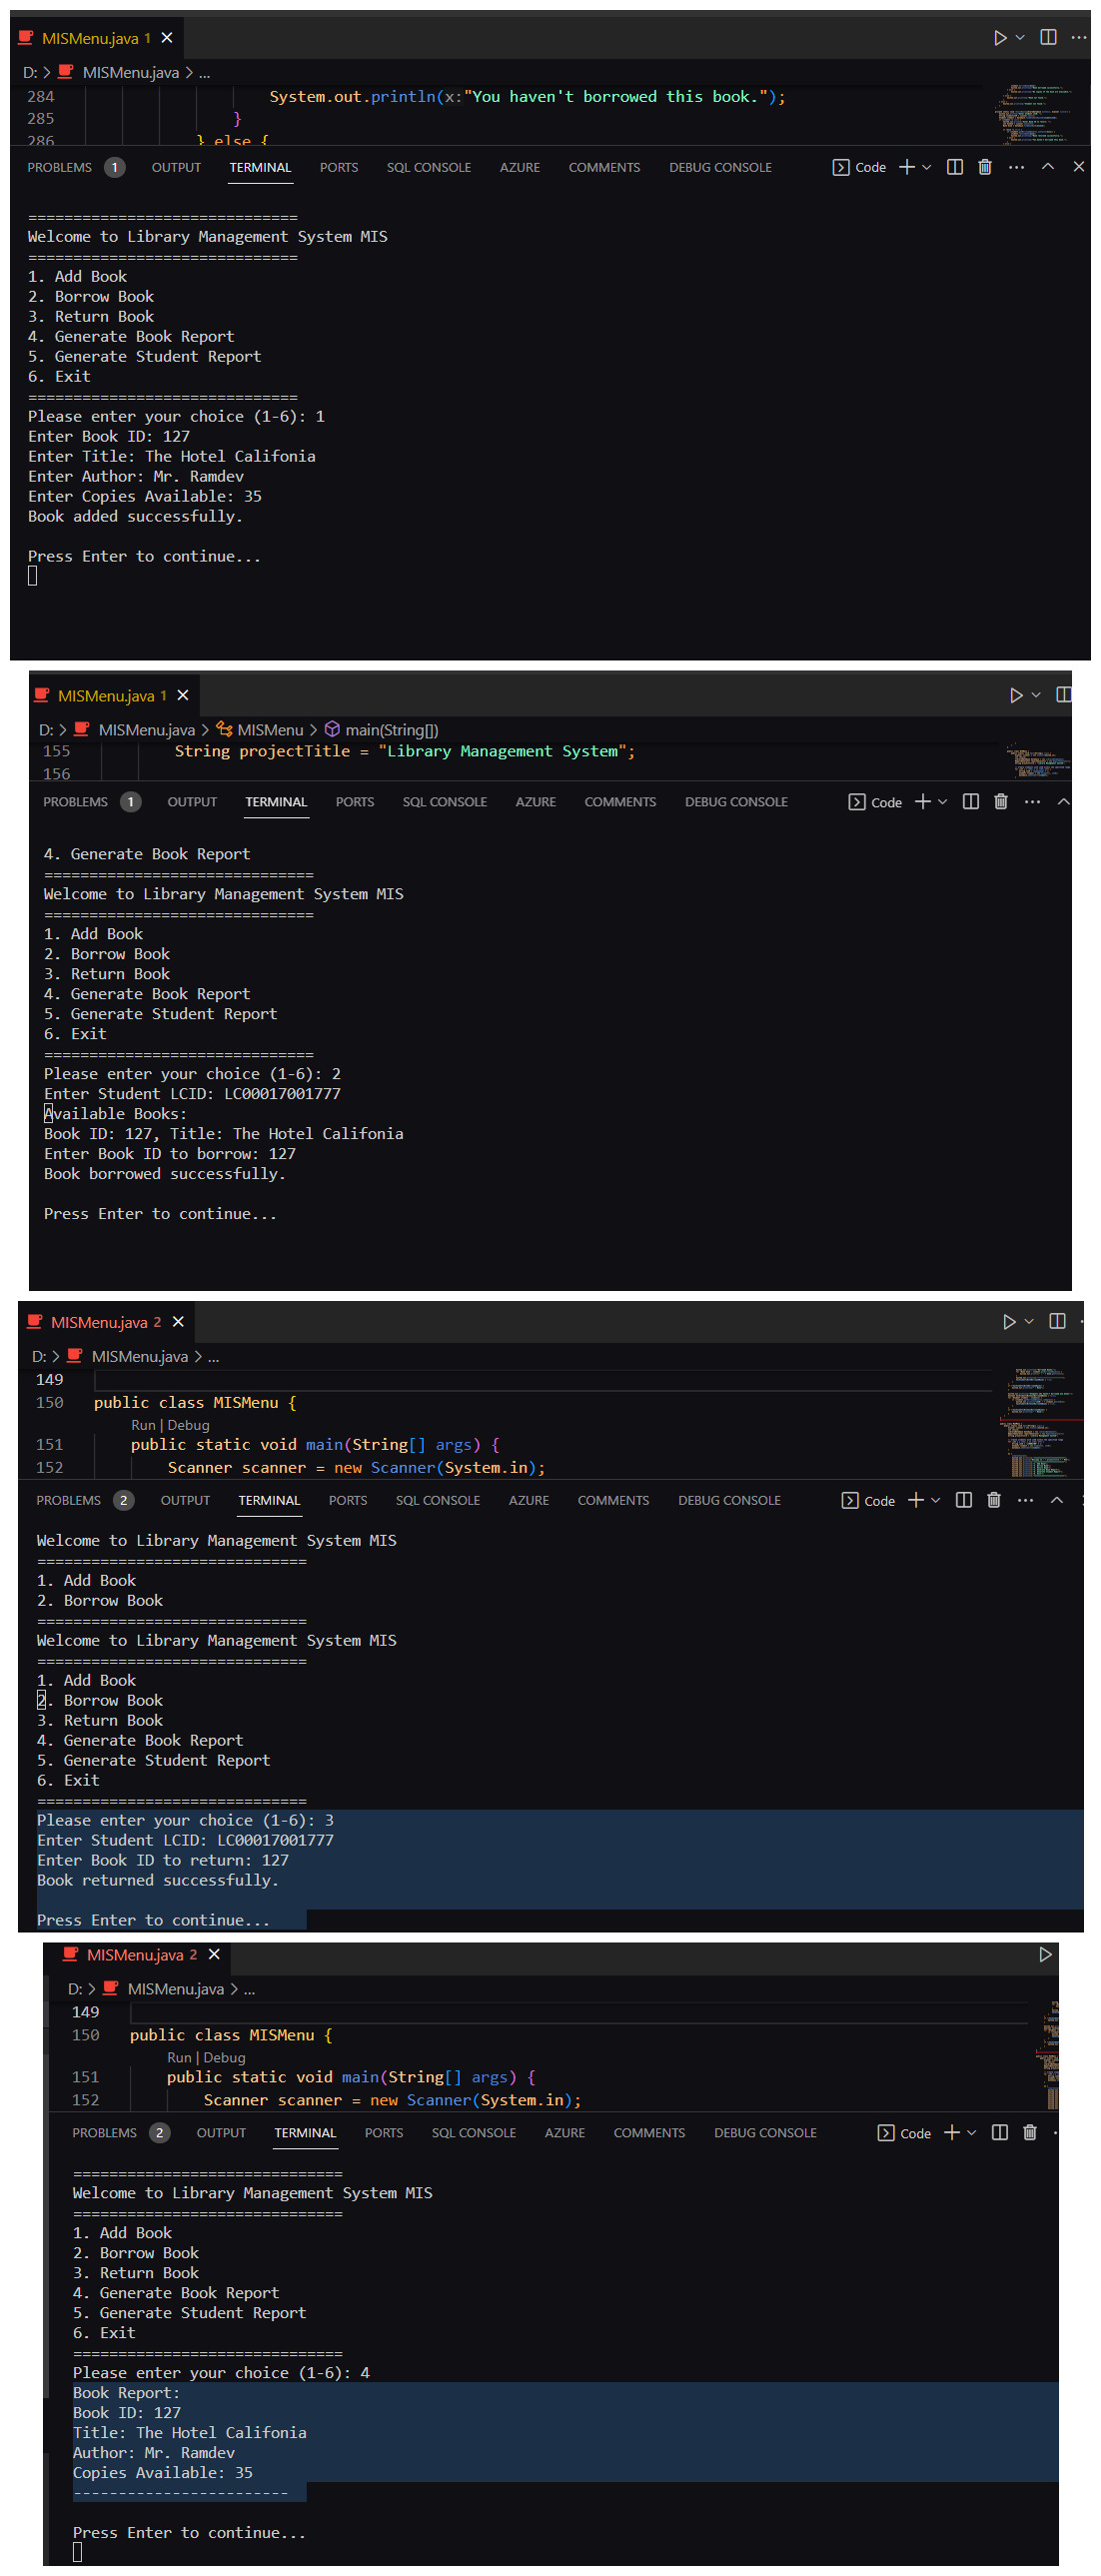 MISMenu.java 1
D: > MISMenu.java > ...
284 System.out.println(x:"You haven't borrowed this book.");
285 }
286 } else {
PROBLEMS 1 OUTPUT TERMINAL PORTS SQL CONSOLE AZURE COMMENTS DEBUG CONSOLE Code
==============================
Welcome to Library Management System MIS
==============================
1. Add Book
2. Borrow Book
3. Return Book
4. Generate Book Report
5. Generate Student Report
6. Exit
==============================
Please enter your choice (1-6): 1
Enter Book ID: 127
Enter Title: The Hotel Califonia
Enter Author: Mr. Ramdev
Enter Copies Available: 35
Book added successfully.
Press Enter to continue...
MISMenu.java 1
D: > MISMenu.java > MISMenu > main(String[])
155 String projectTitle = "Library Management System";
156
PROBLEMS 1 OUTPUT TERMINAL PORTS SQL CONSOLE AZURE COMMENTS DEBUG CONSOLE Code
4. Generate Book Report
==============================
Welcome to Library Management System MIS
==============================
1. Add Book
2. Borrow Book
3. Return Book
4. Generate Book Report
5. Generate Student Report
6. Exit
==============================
Please enter your choice (1-6): 2
Enter Student LCID: LC00017001777
Available Books:
Book ID: 127, Title: The Hotel Califonia
Enter Book ID to borrow: 127
Book borrowed successfully.
Press Enter to continue...
MISMenu.java 2
D: > MISMenu.java > ...
149
150 public class MISMenu {
Run | Debug
151 public static void main(String[] args) {
152 Scanner scanner = new Scanner(System.in);
PROBLEMS 2 OUTPUT TERMINAL PORTS SQL CONSOLE AZURE COMMENTS DEBUG CONSOLE Code
Welcome to Library Management System MIS
==============================
1. Add Book
2. Borrow Book
==============================
Welcome to Library Management System MIS
==============================
1. Add Book
2. Borrow Book
3. Return Book
4. Generate Book Report
5. Generate Student Report
6. Exit
==============================
Please enter your choice (1-6): 3
Enter Student LCID: LC00017001777
Enter Book ID to return: 127
Book returned successfully.
Press Enter to continue...
MISMenu.java 2
D: > MISMenu.java > ...
149
150 public class MISMenu {
Run | Debug
151 public static void main(String[] args) {
152 Scanner scanner = new Scanner(System.in);
PROBLEMS 2 OUTPUT TERMINAL PORTS SQL CONSOLE AZURE COMMENTS DEBUG CONSOLE Code
==============================
Welcome to Library Management System MIS
==============================
1. Add Book
2. Borrow Book
3. Return Book
4. Generate Book Report
5. Generate Student Report
6. Exit
==============================
Please enter your choice (1-6): 4
Book Report:
Book ID: 127
Title: The Hotel Califonia
Author: Mr. Ramdev
Copies Available: 35
------------------------
Press Enter to continue...